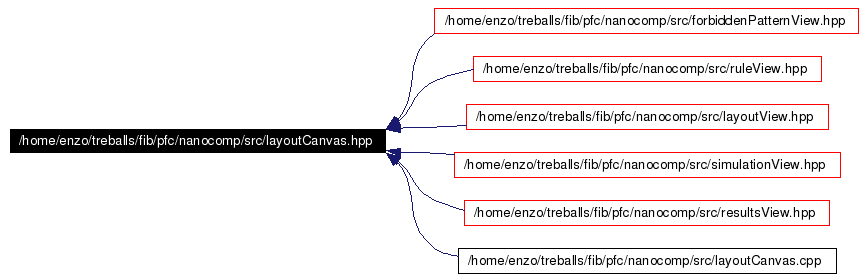 /home/enzo/treballs/fib/pfc/nanocomp/src/forbiddenPatternView.hpp
/home/enzo/treballs/fib/pfc/nanocomp/src/ruleView.hpp
/home/enzo/treballs/fib/pfc/nanocomp/src/layoutView.hpp
/home/enzo/treballs/fib/pfc/nanocomp/src/layoutCanvas.hpp
/home/enzo/treballs/fib/pfc/nanocomp/src/simulationView.hpp
/home/enzo/treballs/fib/pfc/nanocomp/src/resultsView.hpp
/home/enzo/treballs/fib/pfc/nanocomp/src/layoutCanvas.cpp